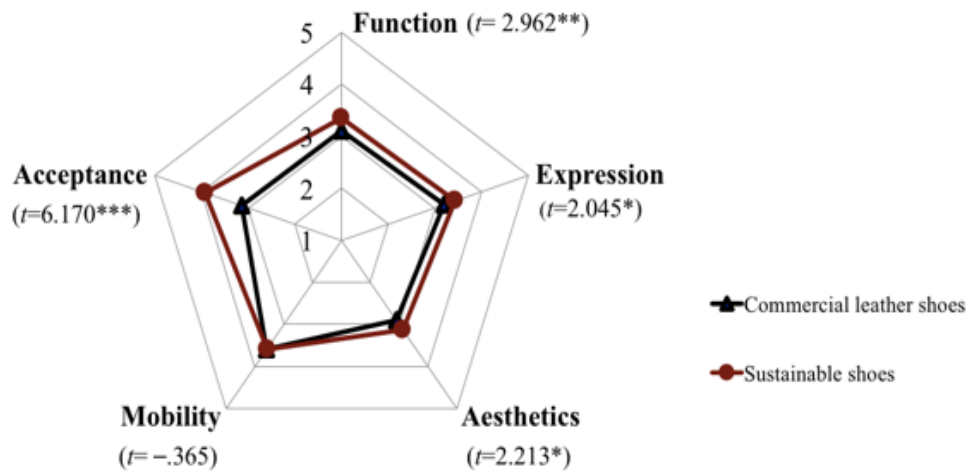 Function (t= 2.962**)
5
4
3
2
1
Acceptance
(t=6.170***)
Expression
(t=2.045*)
Mobility
(t= −.365)
Aesthetics
(t=2.213*)
Commercial leather shoes
Sustainable shoes